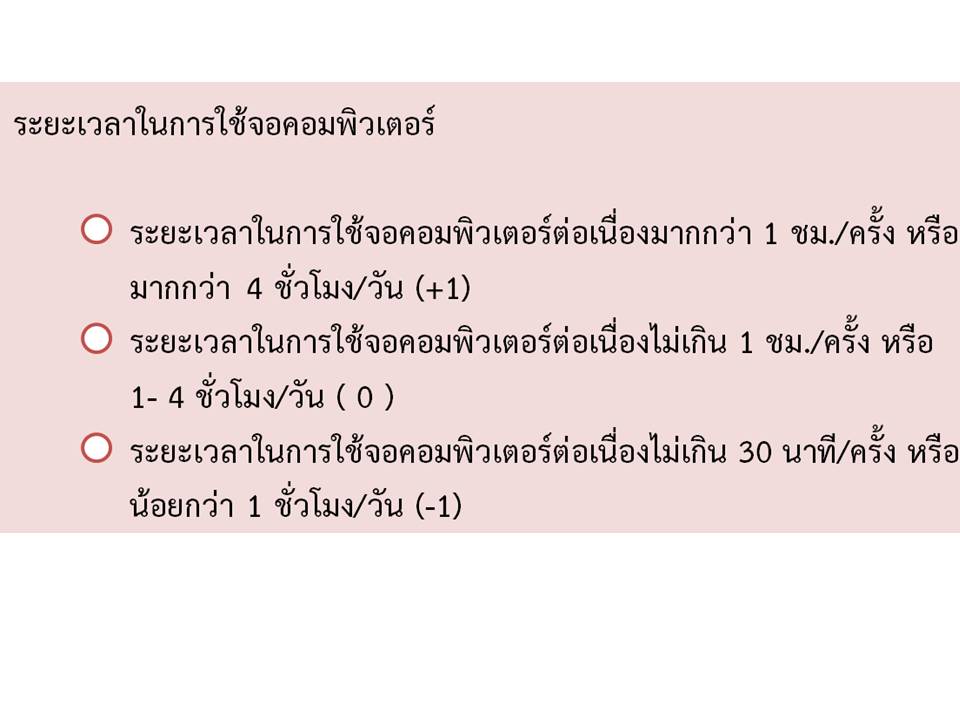 ระยะเวลาในการใช้จอคอมพิวเตอร์
ระยะเวลาในการใช้จอคอมพิวเตอร์ต่อเนื่องมากกว่า 1 ชม./ครั้ง หรือ
มากกว่า 4 ชั่วโมง/วัน (+1)
ระยะเวลาในการใช้จอคอมพิวเตอร์ต่อเนื่องไม่เกิน 1 ชม./ครั้ง หรือ
1- 4 ชั่วโมง/วัน ( 0 )
ระยะเวลาในการใช้จอคอมพิวเตอร์ต่อเนื่องไม่เกิน 30 นาที/ครั้ง หรือ
น้อยกว่า 1 ชั่วโมง/วัน (-1)